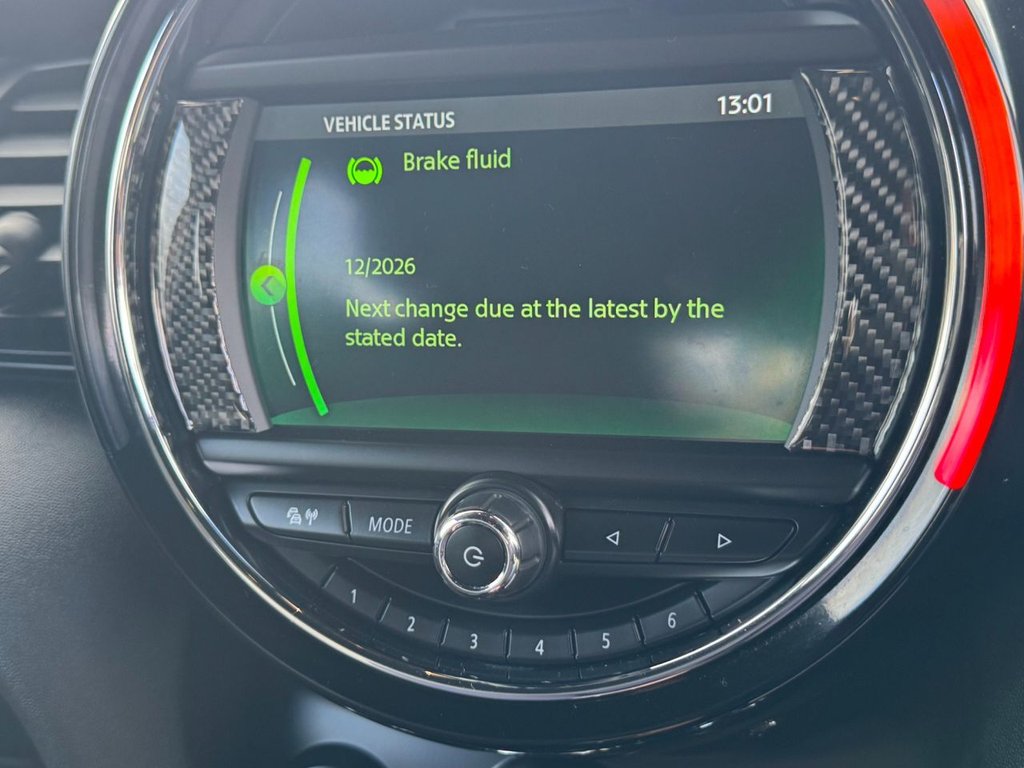 VEHICLE STATUS 13:01
Brake fluid
12/2026
Next change due at the latest by the
stated date.
MODE
1 2 3 4 5 6